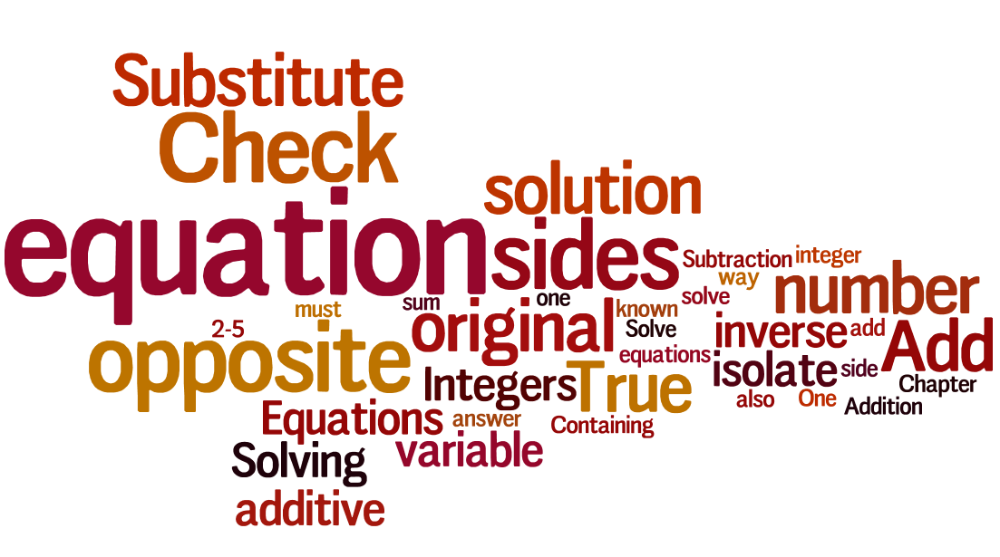 Substitute
Check
solution
equation sides Subtraction integer
way
number
must sum one known solve
2-5 original Solve inverse add Add
opposite equations isolate side
Integers True Chapter
also One Addition
Equations answer Containing
Solving variable
additive